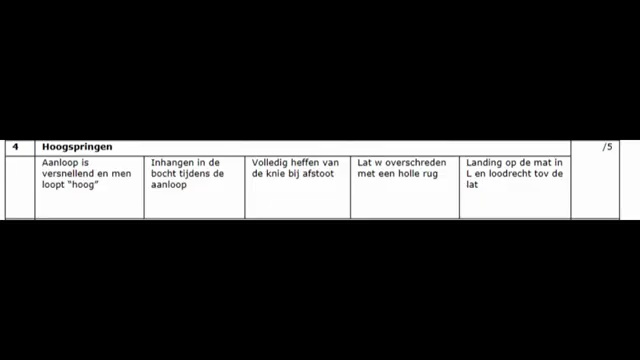 4 Hoogspringen /5
Aanloop is
versnellend en men
loopt "hoog"
Inhangen in de
bocht tijdens de
aanloop
Volledig heffen van
de knie bij afstoot
Lat w overschreden
met een holle rug
Landing op de mat in
L en loodrecht tov de
lat